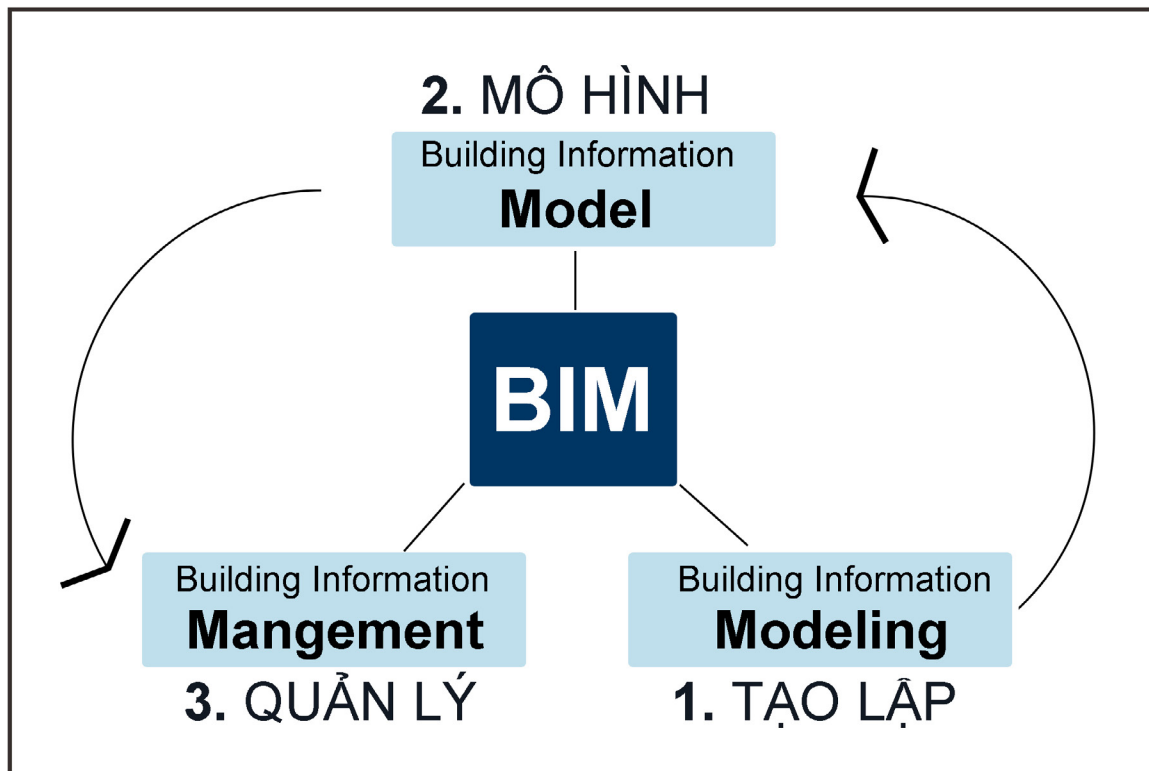 2. MÔ HÌNH
Building Information
Model
BIM
Building Information
Mangement
3. QUẢN LÝ
Building Information
Modeling
1. TẠO LẬP